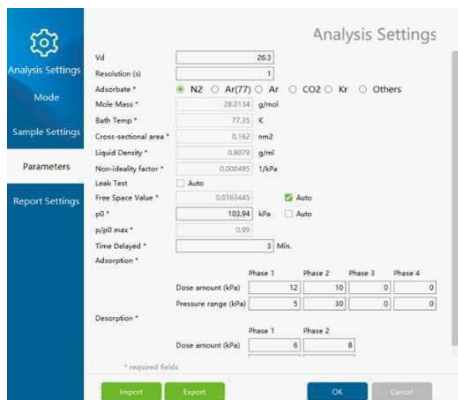 Analysis Settings
Analysis Settings
Mode
Sample Settings
Parameters
Report Settings
Vd 26.3
Resolution (s) 1
Adsorbate * N2 Ar(77) Ar CO2 Kr Others
Mole Mass * 28.0134 g/mol
Bath Temp * 77.35 K
Cross-sectional area * 0.162 nm2
Liquid Density * 0.8079 g/ml
Non-ideality factor * 0.000495 1/kPa
Leak Test Auto
Free Space Value * 0.0163445 Auto
p0 * 103.94 kPa Auto
p/p0 max * 0.99
Time Delayed * 3 Min.
Adsorption *
Phase 1 Phase 2 Phase 3 Phase 4
Dose amount (kPa) 12 10 0 0
Pressure range (kPa) 5 30 0 0
Desorption *
Phase 1 Phase 2
Dose amount (kPa) 6 8
* required fields
Import Export OK Cancel